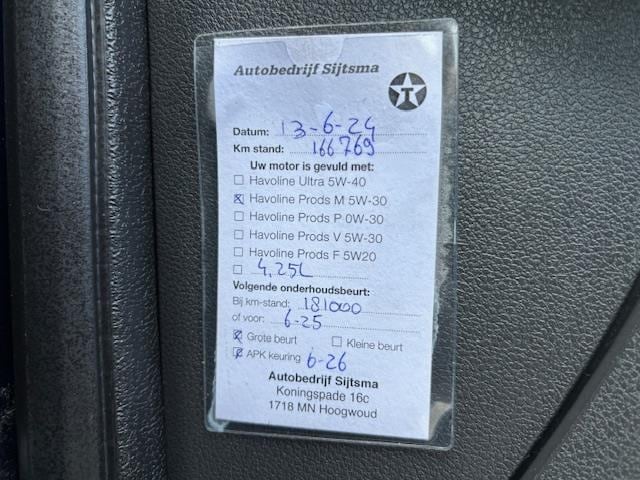 Autobedrijf Sijtsma
T
Datum: 13-6-24
Km stand: 166769
Uw motor is gevuld met:
Havoline Ultra 5W-40
Havoline Prods M 5W-30
Havoline Prods P 0W-30
Havoline Prods V 5W-30
Havoline Prods F 5W20
4,25L
Volgende onderhoudsbeurt:
Bij km-stand: 181000
of voor: 6-25
Grote beurt Kleine beurt
APK keuring 6-26
Autobedrijf Sijtsma
Koningspade 16c
1718 MN Hoogwoud